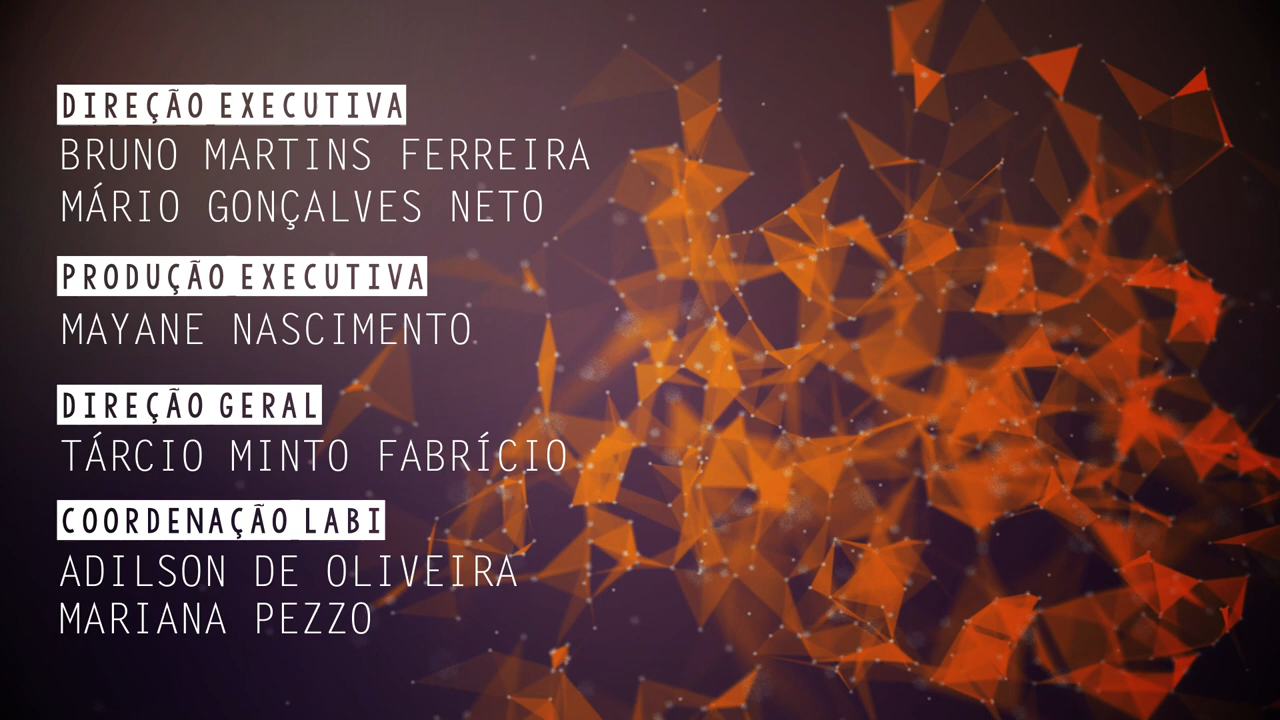 DIREÇÃO EXECUTIVA
BRUNO MARTINS FERREIRA
MÁRIO GONÇALVES NETO
PRODUÇÃO EXECUTIVA
MAYANE NASCIMENTO
DIREÇÃO GERAL
TÁRCIO MINTO FABRÍCIO
COORDENAÇÃO LABI
ADILSON DE OLIVEIRA
MARIANA PEZZO